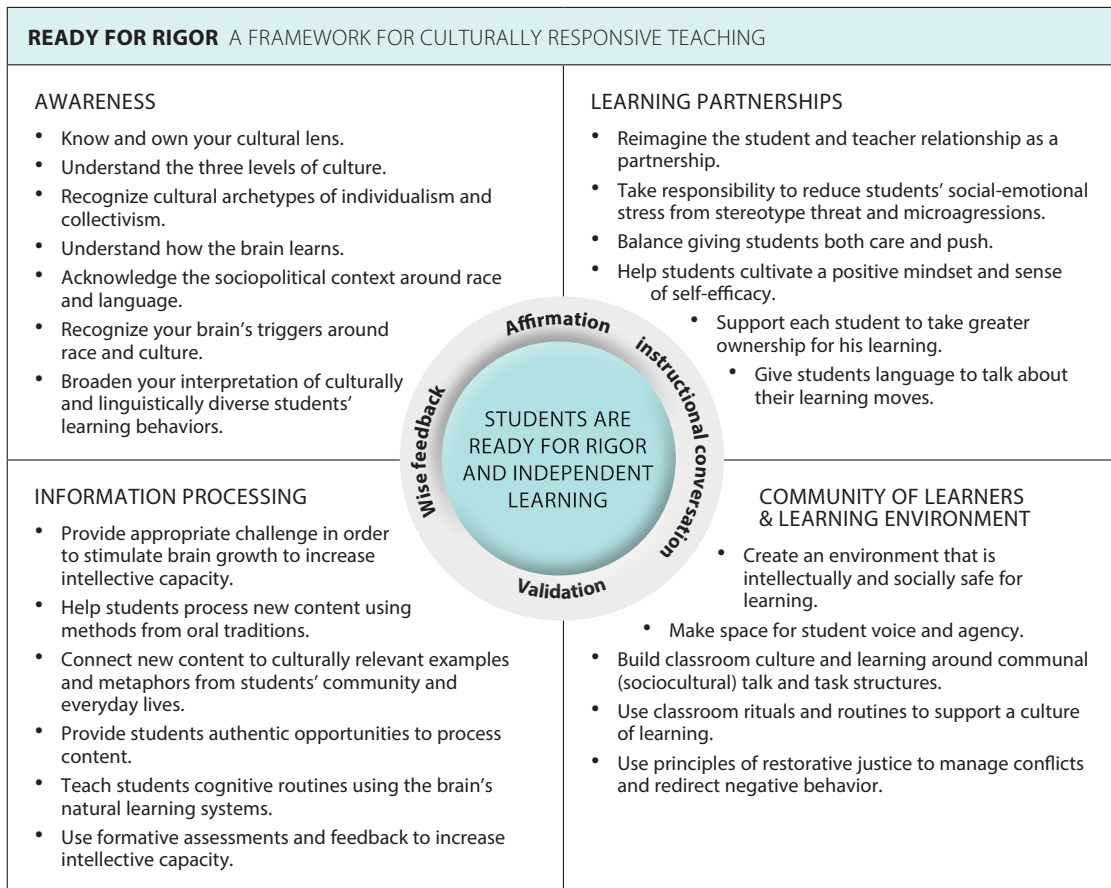 READY FOR RIGOR A FRAMEWORK FOR CULTURALLY RESPONSIVE TEACHING
AWARENESS
• Know and own your cultural lens.
• Understand the three levels of culture.
• Recognize cultural archetypes of individualism and
collectivism.
• Understand how the brain learns.
• Acknowledge the sociopolitical context around race
and language.
• Recognize your brain's triggers around
race and culture.
• Broaden your interpretation of culturally
and linguistically diverse students'
learning behaviors.
LEARNING PARTNERSHIPS
• Reimagine the student and teacher relationship as a
partnership.
• Take responsibility to reduce students' social-emotional
stress from stereotype threat and microagressions.
• Balance giving students both care and push.
• Help students cultivate a positive mindset and sense
of self-efficacy.
• Support each student to take greater
ownership for his learning.
• Give students language to talk about
their learning moves.
Affirmation
instructional conversation
Validation
Wise feedback
STUDENTS ARE
READY FOR RIGOR
AND INDEPENDENT
LEARNING
INFORMATION PROCESSING
• Provide appropriate challenge in order
to stimulate brain growth to increase
intellective capacity.
• Help students process new content using
methods from oral traditions.
• Connect new content to culturally relevant examples
and metaphors from students' community and
everyday lives.
• Provide students authentic opportunities to process
content.
• Teach students cognitive routines using the brain's
natural learning systems.
• Use formative assessments and feedback to increase
intellective capacity.
COMMUNITY OF LEARNERS
& LEARNING ENVIRONMENT
• Create an environment that is
intellectually and socially safe for
learning.
• Make space for student voice and agency.
• Build classroom culture and learning around communal
(sociocultural) talk and task structures.
• Use classroom rituals and routines to support a culture
of learning.
• Use principles of restorative justice to manage conflicts
and redirect negative behavior.